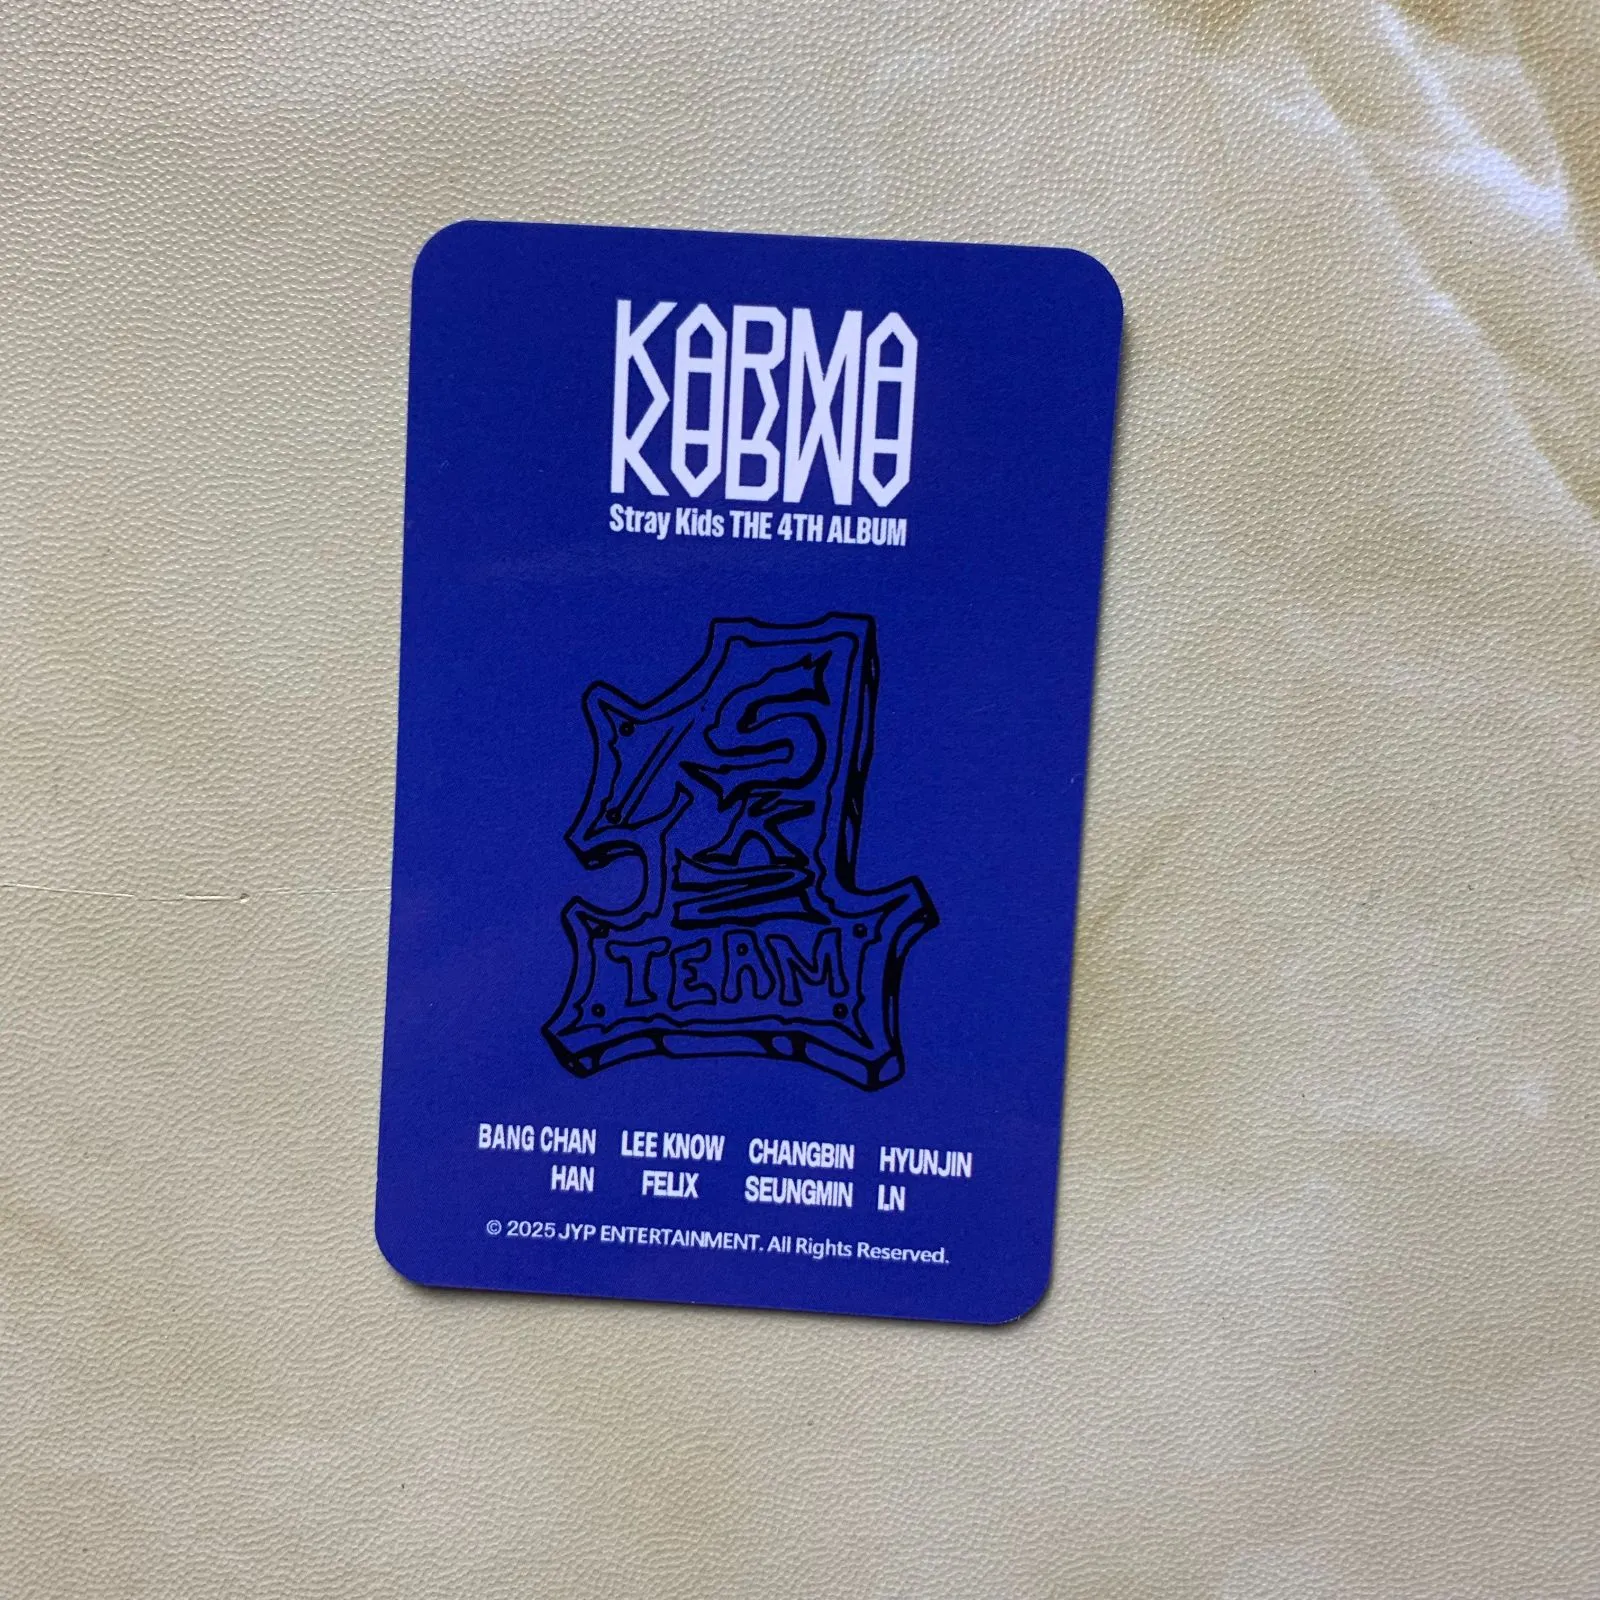 KARMA
Stray Kids THE 4TH ALBUM
SKZ
TEAM
BANG CHAN LEE KNOW CHANGBIN HYUNJIN
HAN FELIX SEUNGMIN I.N
© 2025 JYP ENTERTAINMENT. All Rights Reserved.